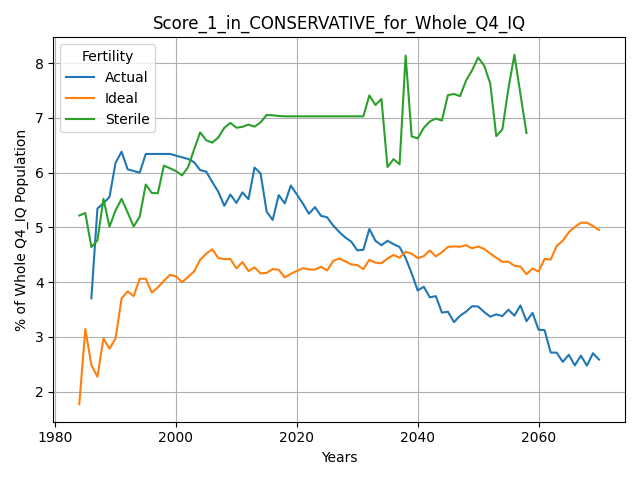 Score_1_in_CONSERVATIVE_for_Whole_Q4_IQ
% of Whole Q4_IQ Population
8
7
6
5
4
3
2
Fertility
Actual
Ideal
Sterile
1980
2000
2020
2040
2060
Years